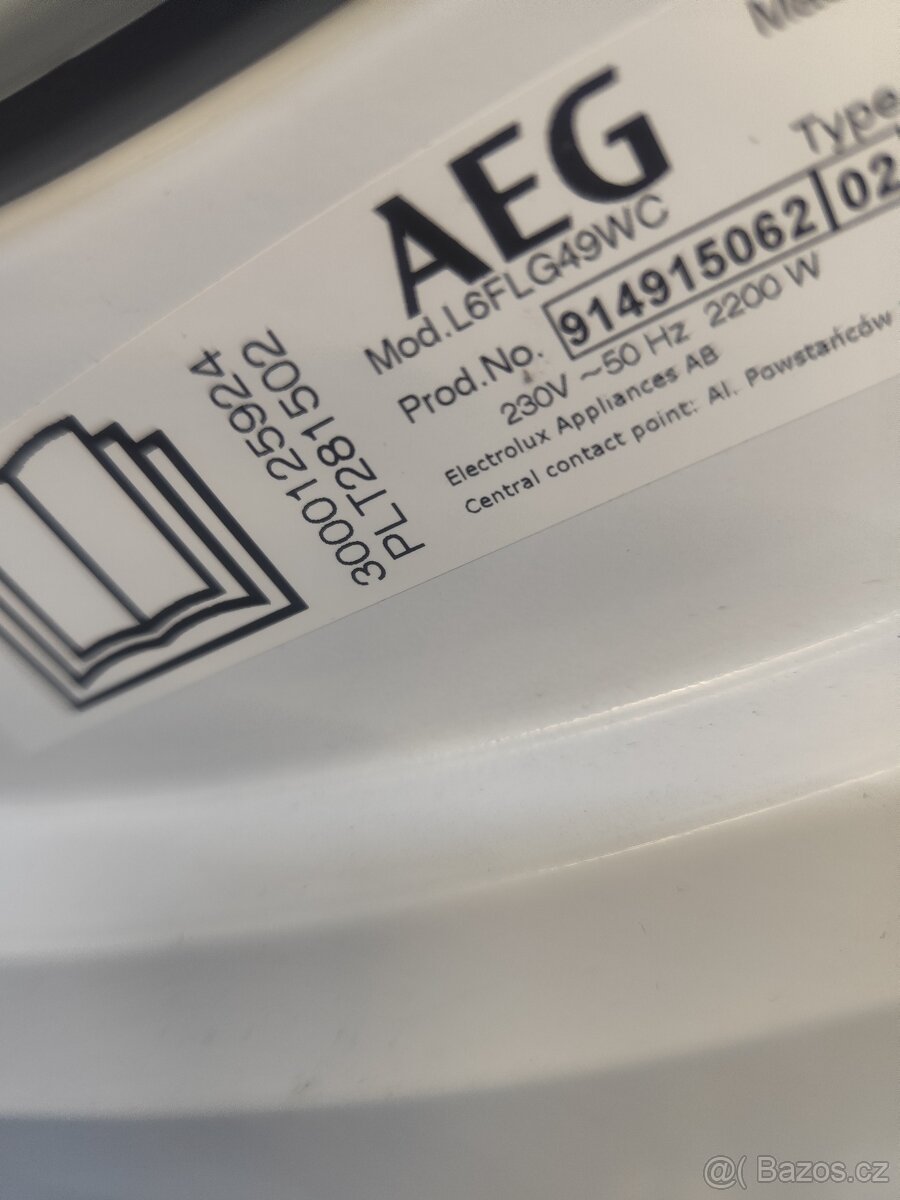 AEG
Mod.L6FLG49WC
Type
Prod.No. 914915062 02
230V ~50 Hz 2200 W
Electrolux Appliances AB
Central contact point: Al. Powstańców
3000125924
PLT281502
@( Bazos.cz